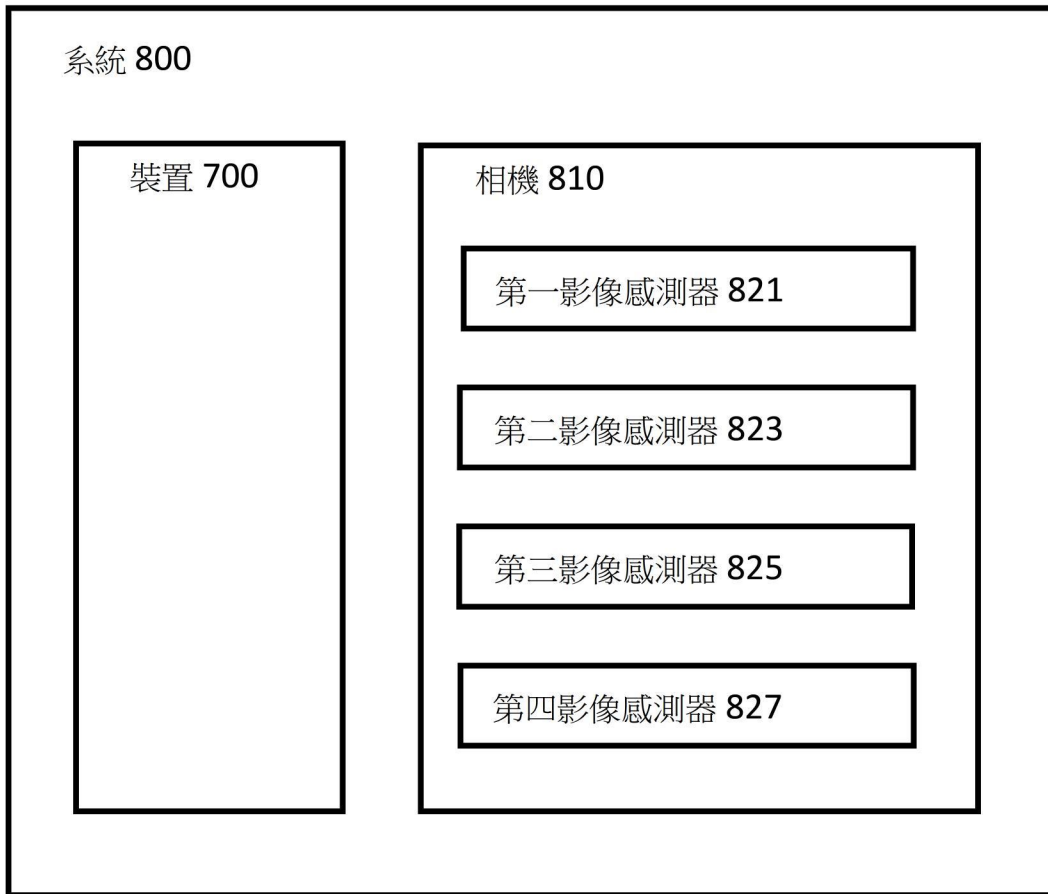 系統 800
裝置 700
相機 810
第一影像感測器 821
第二影像感測器 823
第三影像感測器 825
第四影像感測器 827